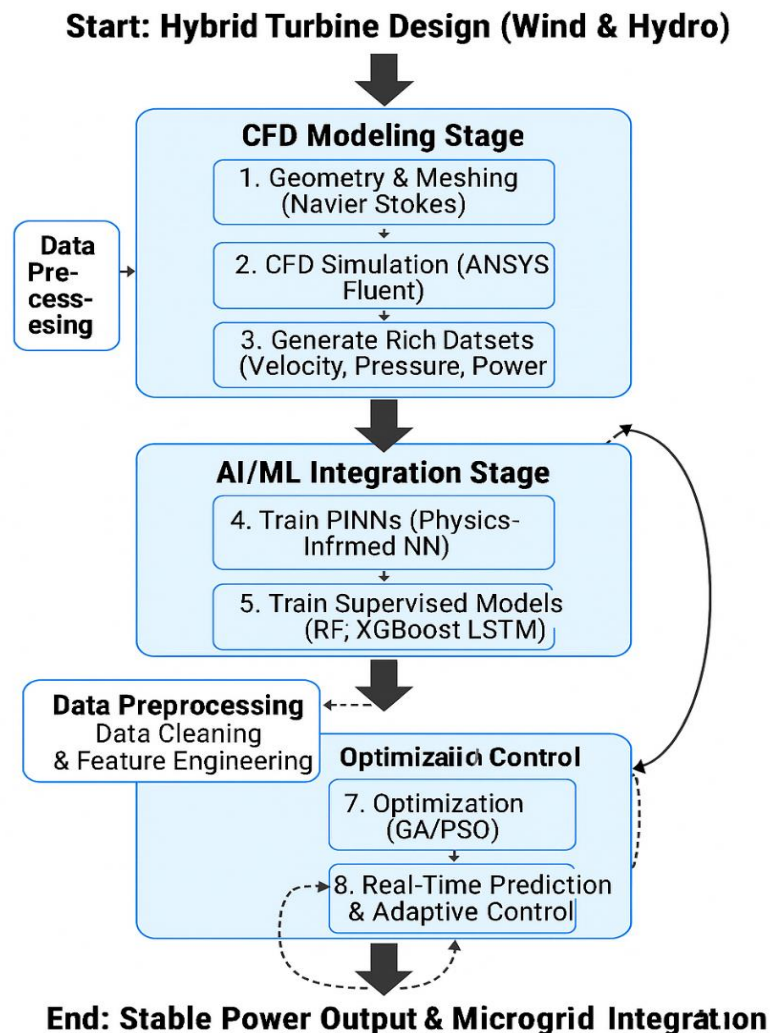 Start: Hybrid Turbine Design (Wind & Hydro)
CFD Modeling Stage
1. Geometry & Meshing
(Navier Stokes)
Data
Pre-
cess-
esing
2. CFD Simulation (ANSYS
Fluent)
3. Generate Rich Datsets
(Velocity, Pressure, Power
AI/ML Integration Stage
4. Train PINNs (Physics-
Infrmed NN)
5. Train Supervised Models
(RF; XGBoost LSTM)
Data Preprocessing
Data Cleaning
& Feature Engineering
Control
7. Optimization
(GA/PSO)
8. Real-Time Prediction
& Adaptive Control
End: Stable Power Output & Microgrid Integration